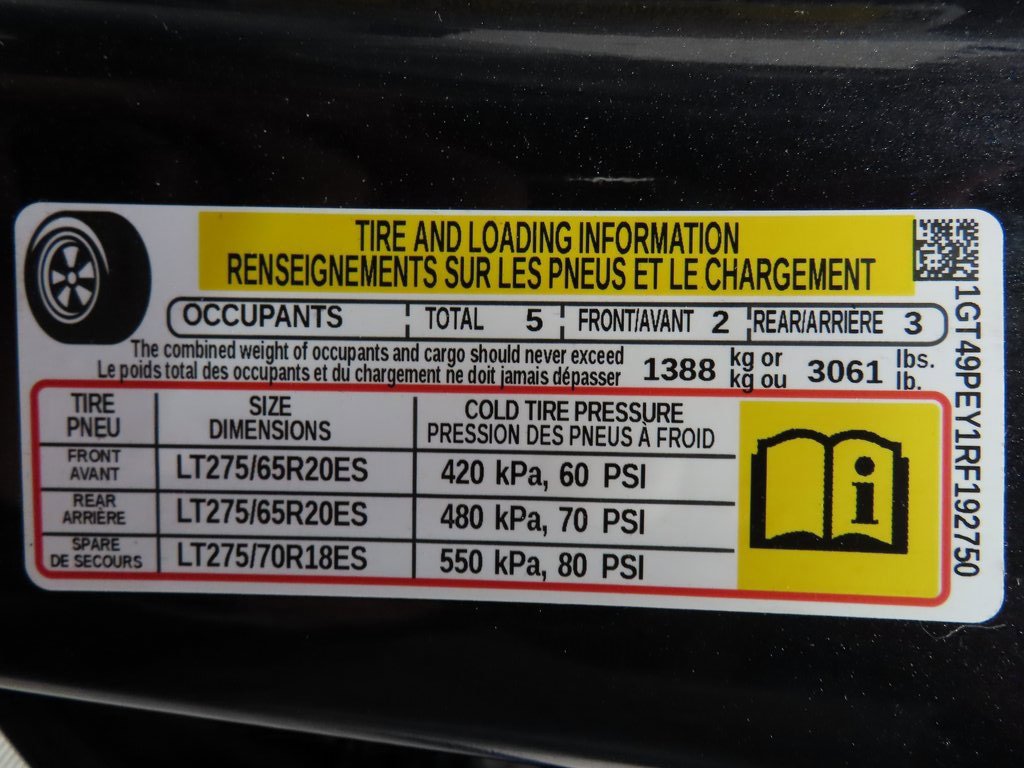 TIRE AND LOADING INFORMATION
RENSEIGNEMENTS SUR LES PNEUS ET LE CHARGEMENT
OCCUPANTS TOTAL 5 FRONT/AVANT 2 REAR/ARRIÈRE 3
The combined weight of occupants and cargo should never exceed 1388 kg or 3061 lbs.
Le poids total des occupants et du chargement ne doit jamais dépasser kg ou lb.
TIRE SIZE COLD TIRE PRESSURE
PNEU DIMENSIONS PRESSION DES PNEUS À FROID
FRONT
AVANT LT275/65R20ES 420 kPa, 60 PSI
REAR
ARRIÈRE LT275/65R20ES 480 kPa, 70 PSI
SPARE
DE SECOURS LT275/70R18ES 550 kPa, 80 PSI
i
1GT49PEY1RF192750